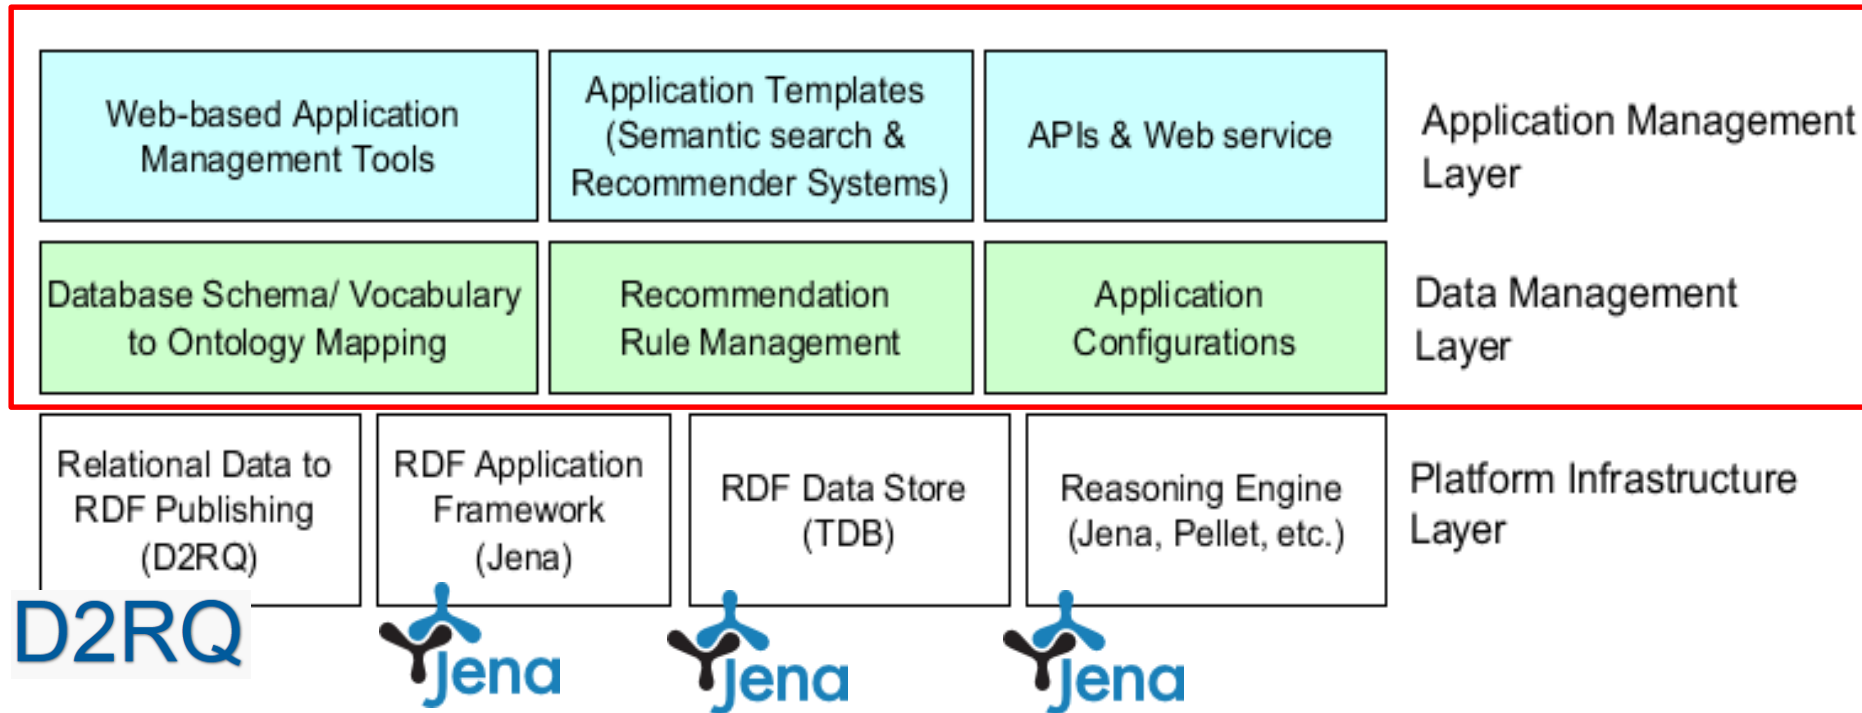 Web-based Application
Management Tools
Application Templates
(Semantic search &
Recommender Systems)
APIs & Web service
Application Management
Layer
Database Schema/ Vocabulary
to Ontology Mapping
Recommendation
Rule Management
Application
Configurations
Data Management
Layer
Relational Data to
RDF Publishing
(D2RQ)
RDF Application
Framework
(Jena)
RDF Data Store
(TDB)
Reasoning Engine
(Jena, Pellet, etc.)
Platform Infrastructure
Layer
D2RQ
Jena
Jena
Jena